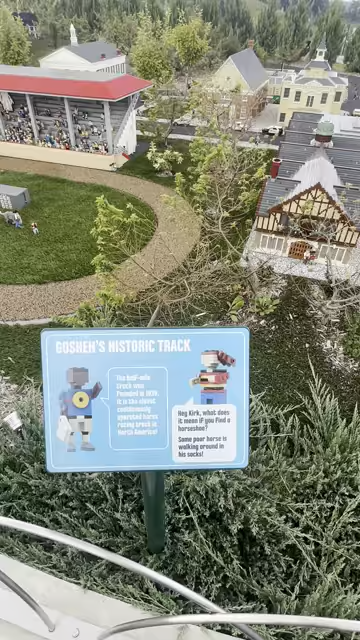 GOSHEN'S HISTORIC TRACK
The half-mile
track was
founded in 1838.
It is the oldest
continuously
operated horse
racing track in
North America!
Hey Kirk, what does
it mean if you find a
horseshoe?
Some poor horse is
walking around in
his socks!